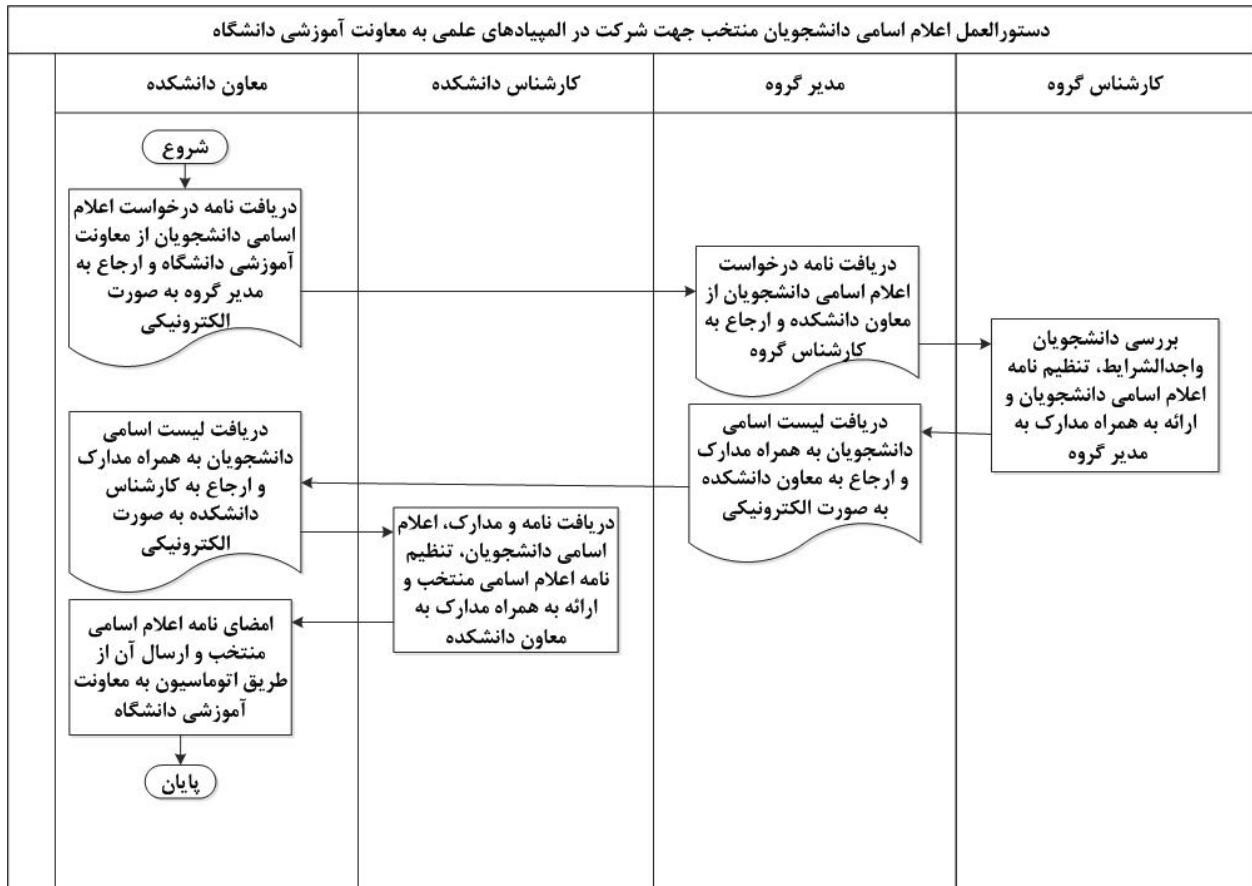 دستورالعمل اعلام اسامی دانشجویان منتخب جهت شرکت در المپیادهای علمی به معاونت آموزشی دانشگاه
کارشناس گروه
مدیر گروه
کارشناس دانشکده
معاون دانشکده
شروع
دریافت نامه درخواست اعلام
اسامی دانشجویان از معاونت
آموزشی دانشگاه و ارجاع به
مدیر گروه به صورت
الکترونیکی
دریافت نامه درخواست
اعلام اسامی دانشجویان از
معاون دانشکده و ارجاع به
کارشناس گروه
بررسی دانشجویان
واجدالشرایط، تنظیم نامه
اعلام اسامی دانشجویان و
ارائه به همراه مدارک به
مدیر گروه
دریافت لیست اسامی
دانشجویان به همراه مدارک
و ارجاع به معاون دانشکده
به صورت الکترونیکی
دریافت لیست اسامی
دانشجویان به همراه مدارک
و ارجاع به کارشناس
دانشکده به صورت
الکترونیکی
دریافت نامه و مدارک، اعلام
اسامی دانشجویان، تنظیم
نامه اعلام اسامی منتخب و
ارائه به همراه مدارک به
معاون دانشکده
امضای نامه اعلام اسامی
منتخب و ارسال آن از
طریق اتوماسیون به معاونت
آموزشی دانشگاه
پایان